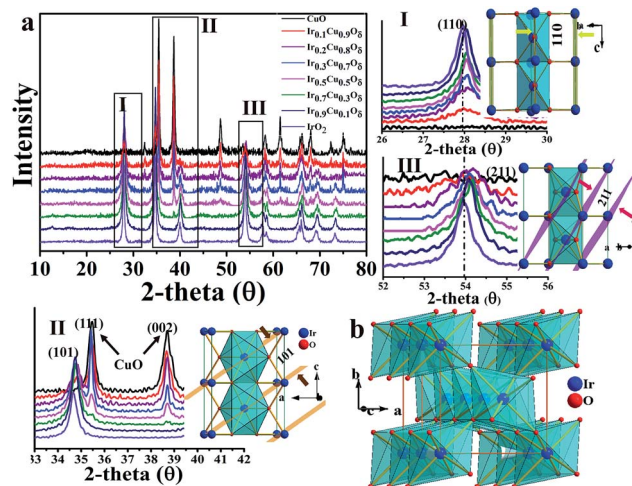 a
II
I
III
CuO
Ir0.1Cu0.9Oδ
Ir0.2Cu0.8Oδ
Ir0.3Cu0.7Oδ
Ir0.5Cu0.5Oδ
Ir0.7Cu0.3Oδ
Ir0.9Cu0.1Oδ
IrO2
Intensity
10 20 30 40 50 60 70 80
2-theta (θ)
I
(110)
110
a
c
26 27 28 29 30
2-theta (θ)
III
(211)
211
a
b
52 53 54 55 56
2-theta (θ)
II
(111)
(101)
CuO
(002)
Ir
O
101
c
a
33 34 35 36 37 38 39 40 41 42
2-theta (θ)
b
b
c
a
Ir
O